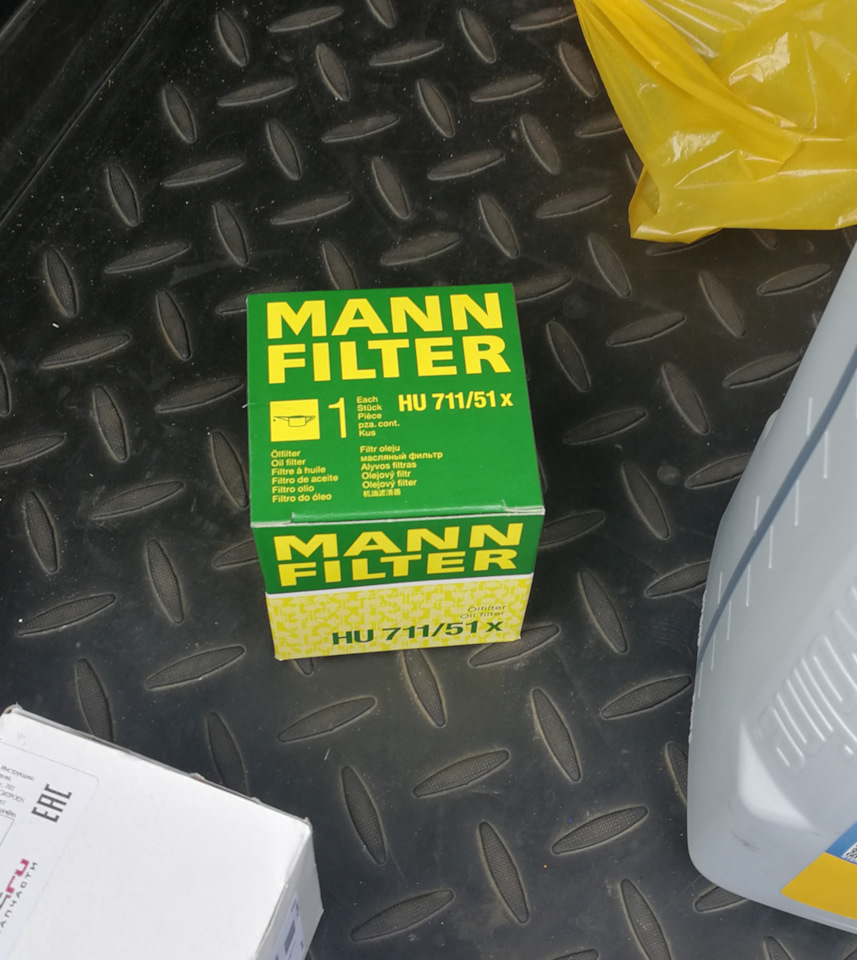 MANN
FILTER
1
Each
Stück
Pièce
pza. cont.
Kus
HU 711/51 x
Ölfilter
Oil filter
Filtre à huile
Filtro de aceite
Filtro olio
Filtro do óleo
Filtr oleju
масляный фильтр
Alyvos filtras
Olejový filtr
Olejový filter
机油滤清器
MANN
FILTER
Ölfilter
Oil filter
HU 711/51 x
EAC